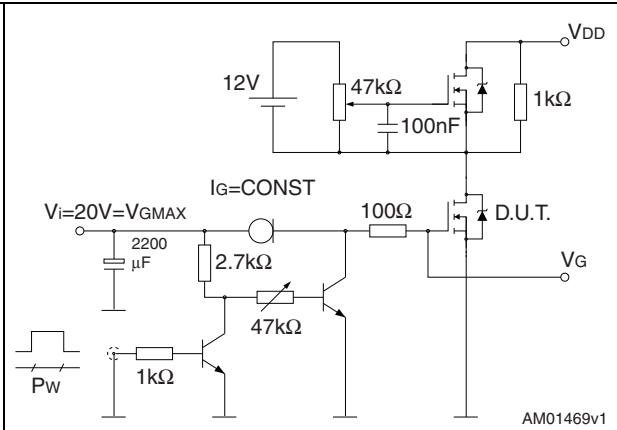 VDD
12V
47kΩ
1kΩ
100nF
IG=CONST
Vi=20V=VGMAX
100Ω
D.U.T.
2200
μF
2.7kΩ
VG
47kΩ
1kΩ
PW
AM01469v1